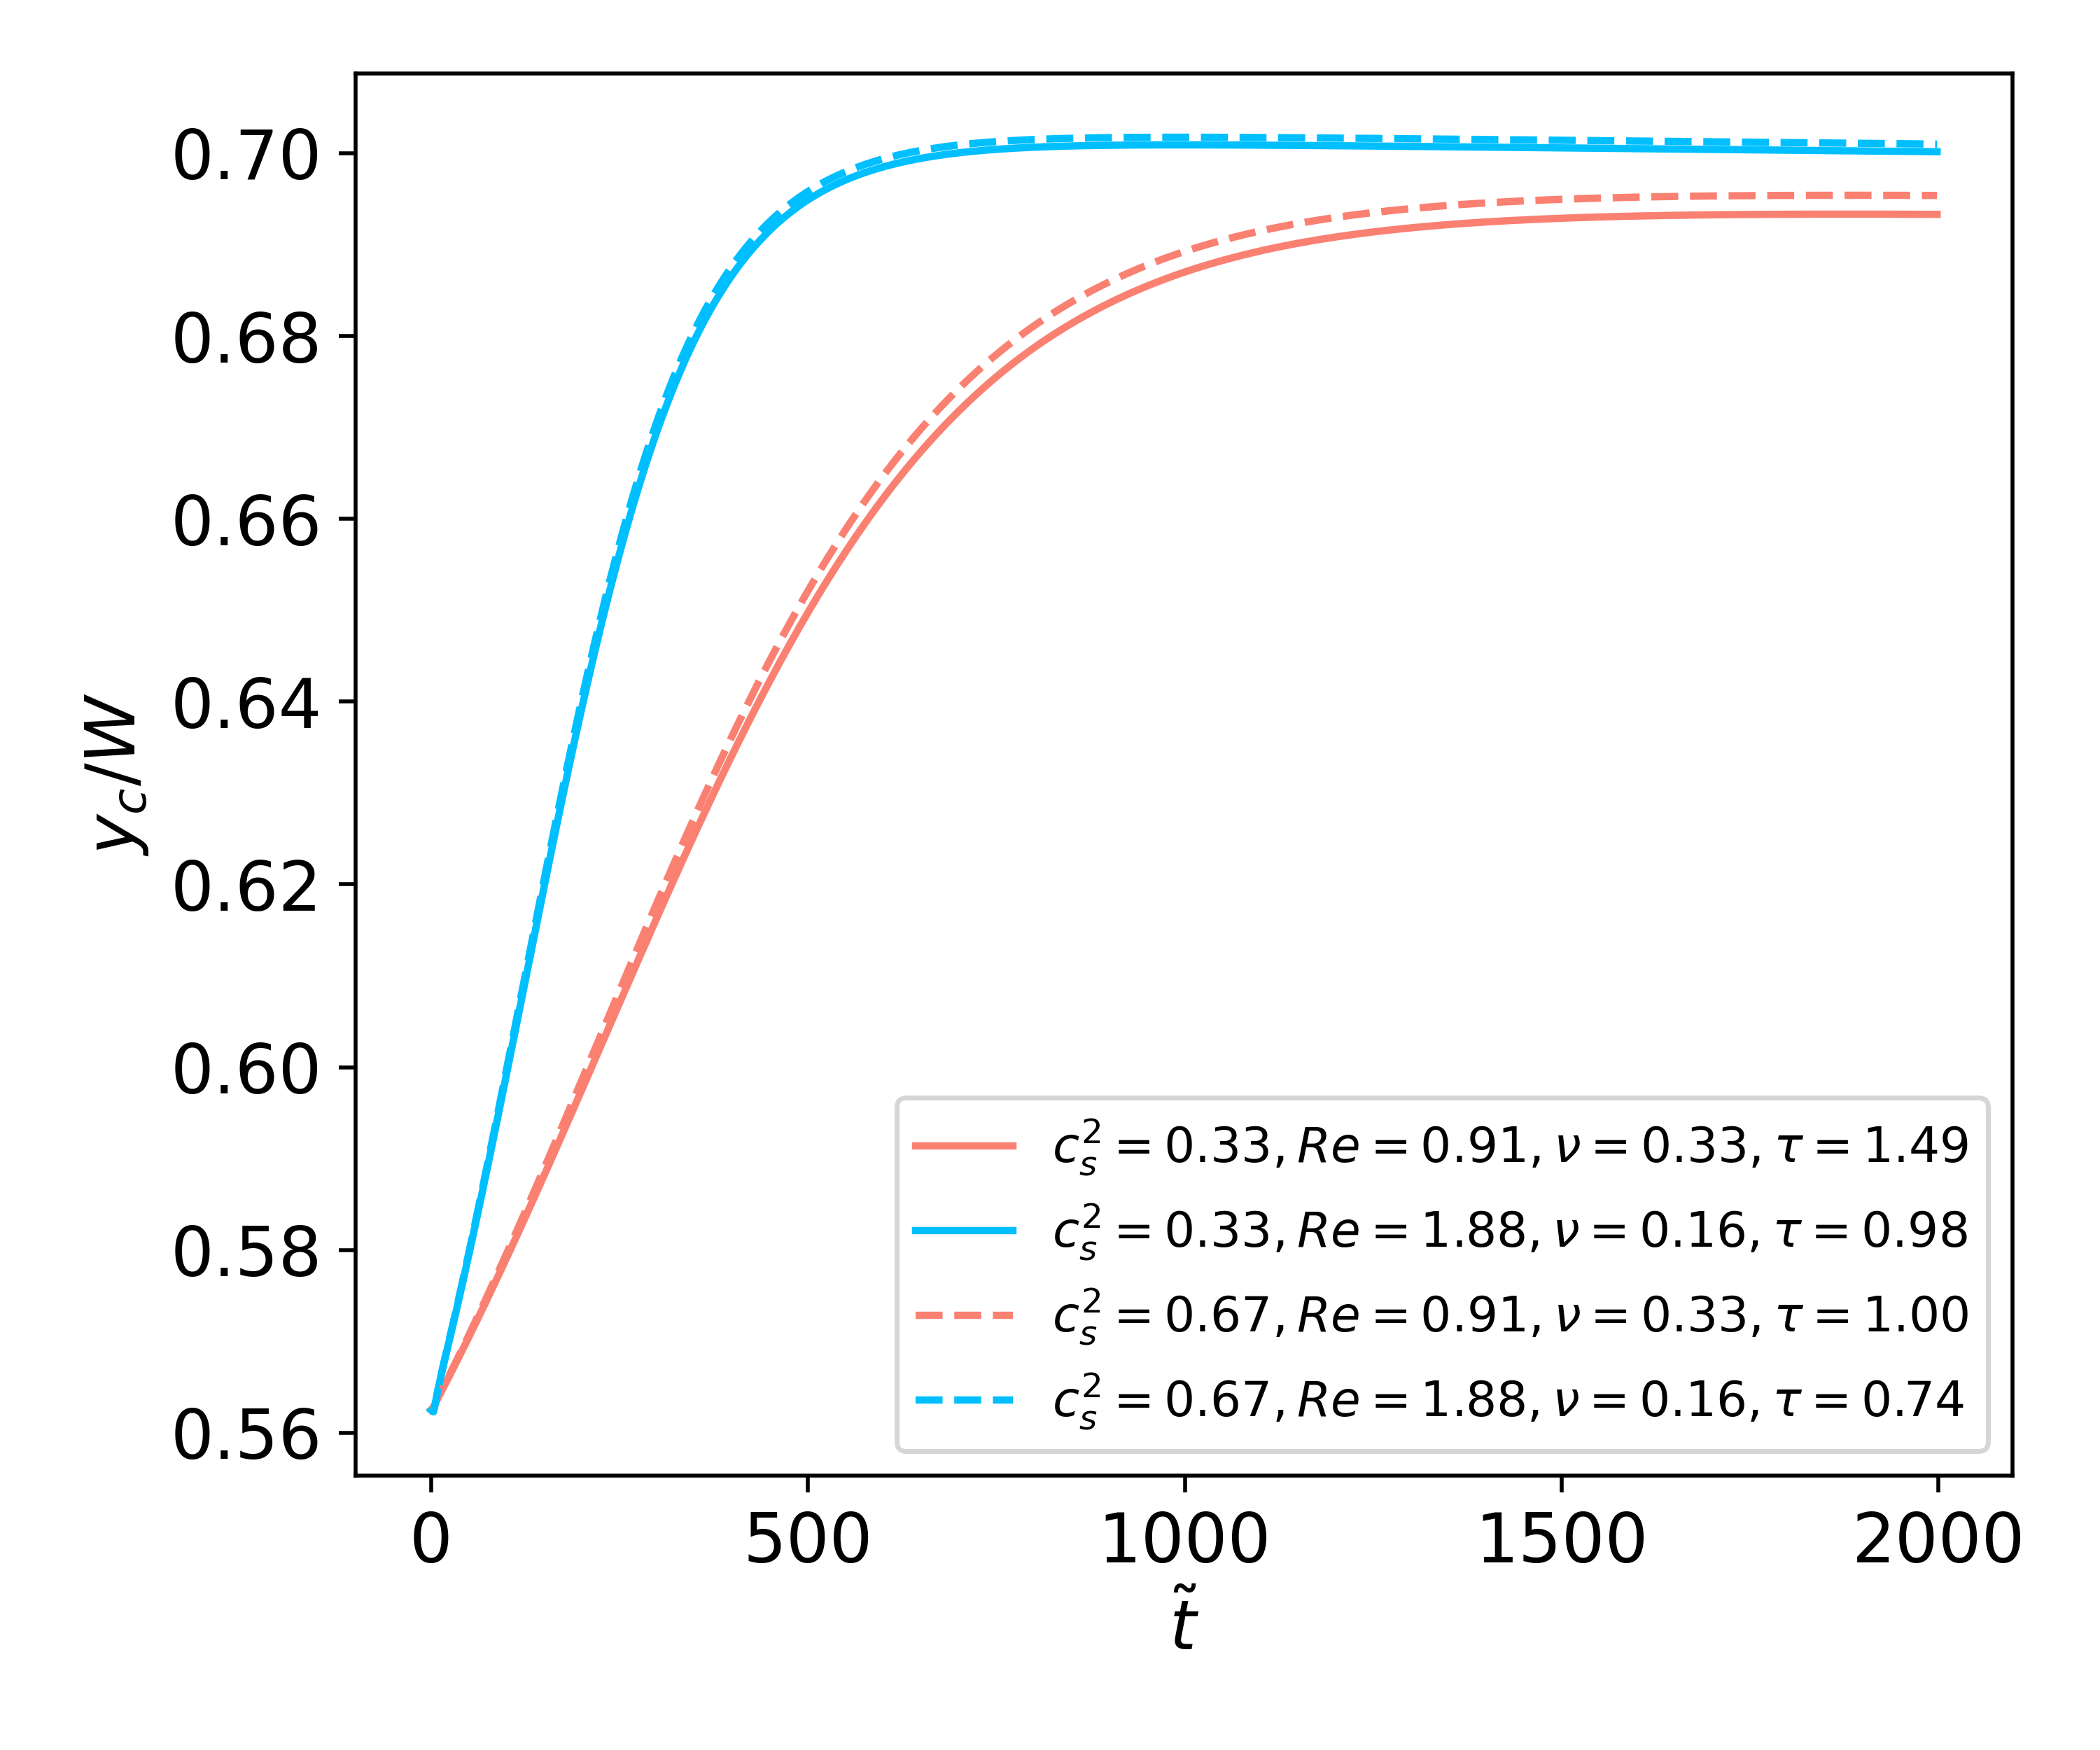 0.70
0.68
0.66
0.64
0.62
0.60
0.58
0.56
y_c/W
c_s^2 = 0.33, Re = 0.91, ν = 0.33, τ = 1.49
c_s^2 = 0.33, Re = 1.88, ν = 0.16, τ = 0.98
c_s^2 = 0.67, Re = 0.91, ν = 0.33, τ = 1.00
c_s^2 = 0.67, Re = 1.88, ν = 0.16, τ = 0.74
0 500 1000 1500 2000
t̃